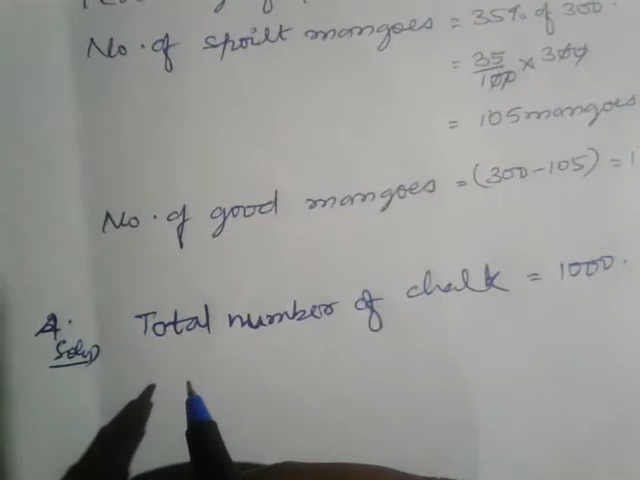 No. of spoilt mangoes = 35% of 300
= 35/100 × 300
= 105 mangoes
No. of good mangoes = (300-105) = 1
4. Total number of chalk = 1000.
Soln